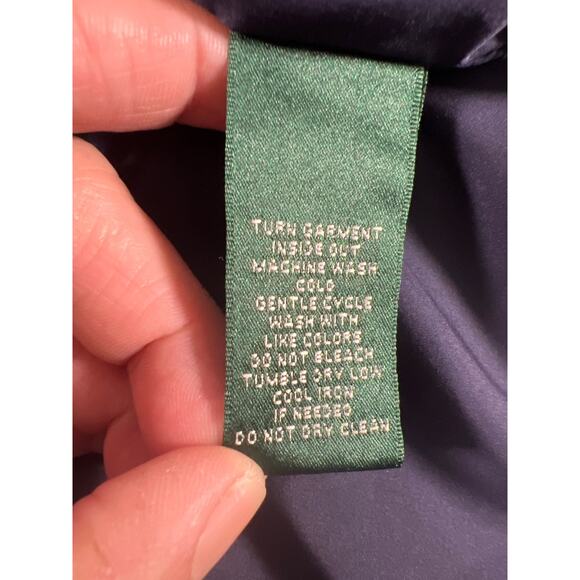 TURN GARMENT
INSIDE OUT
MACHINE WASH
COLD
GENTLE CYCLE
WASH WITH
LIKE COLORS
DO NOT BLEACH
TUMBLE DRY LOW
COOL IRON
IF NEEDED
DO NOT DRY CLEAN